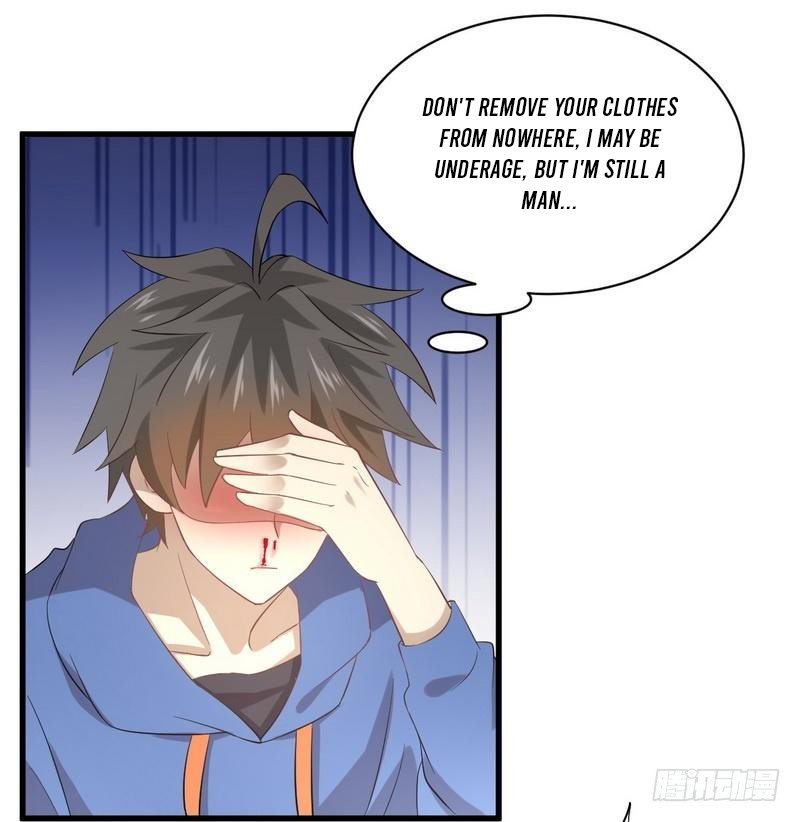 DON'T REMOVE YOUR CLOTHES
FROM NOWHERE, I MAY BE
UNDERAGE, BUT I'M STILL A
MAN...
腾讯动漫